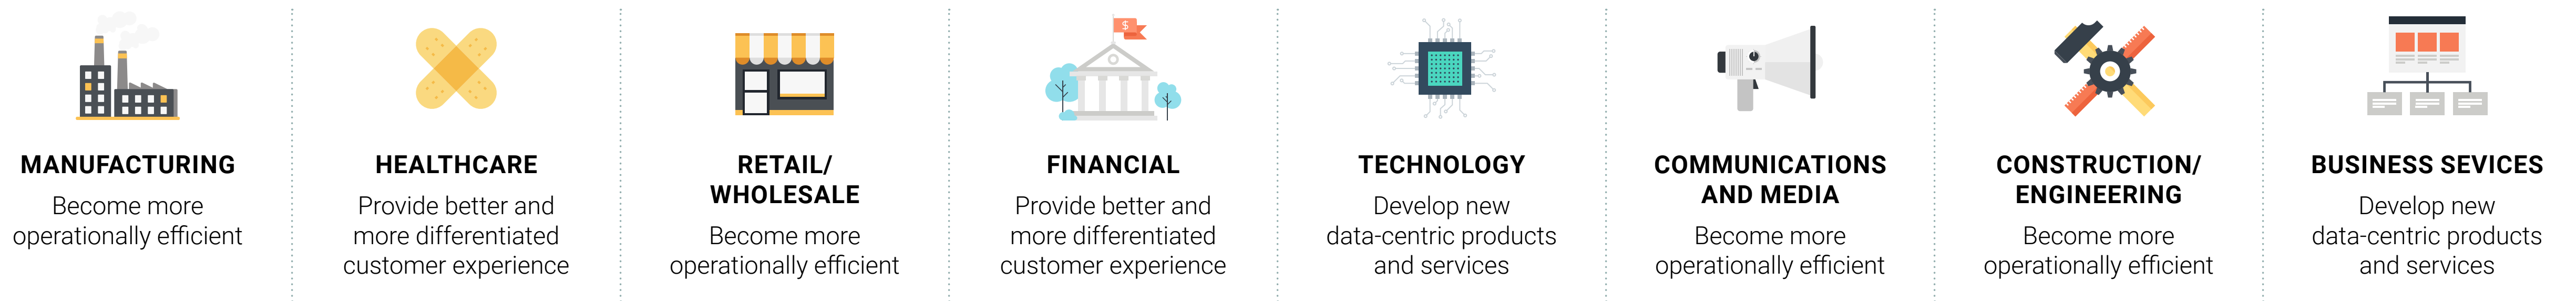 MANUFACTURING
Become more
operationally efficient
HEALTHCARE
Provide better and
more differentiated
customer experience
RETAIL/
WHOLESALE
Become more
operationally efficient
$
FINANCIAL
Provide better and
more differentiated
customer experience
TECHNOLOGY
Develop new
data-centric products
and services
COMMUNICATIONS
AND MEDIA
Become more
operationally efficient
CONSTRUCTION/
ENGINEERING
Become more
operationally efficient
BUSINESS SEVICES
Develop new
data-centric products
and services